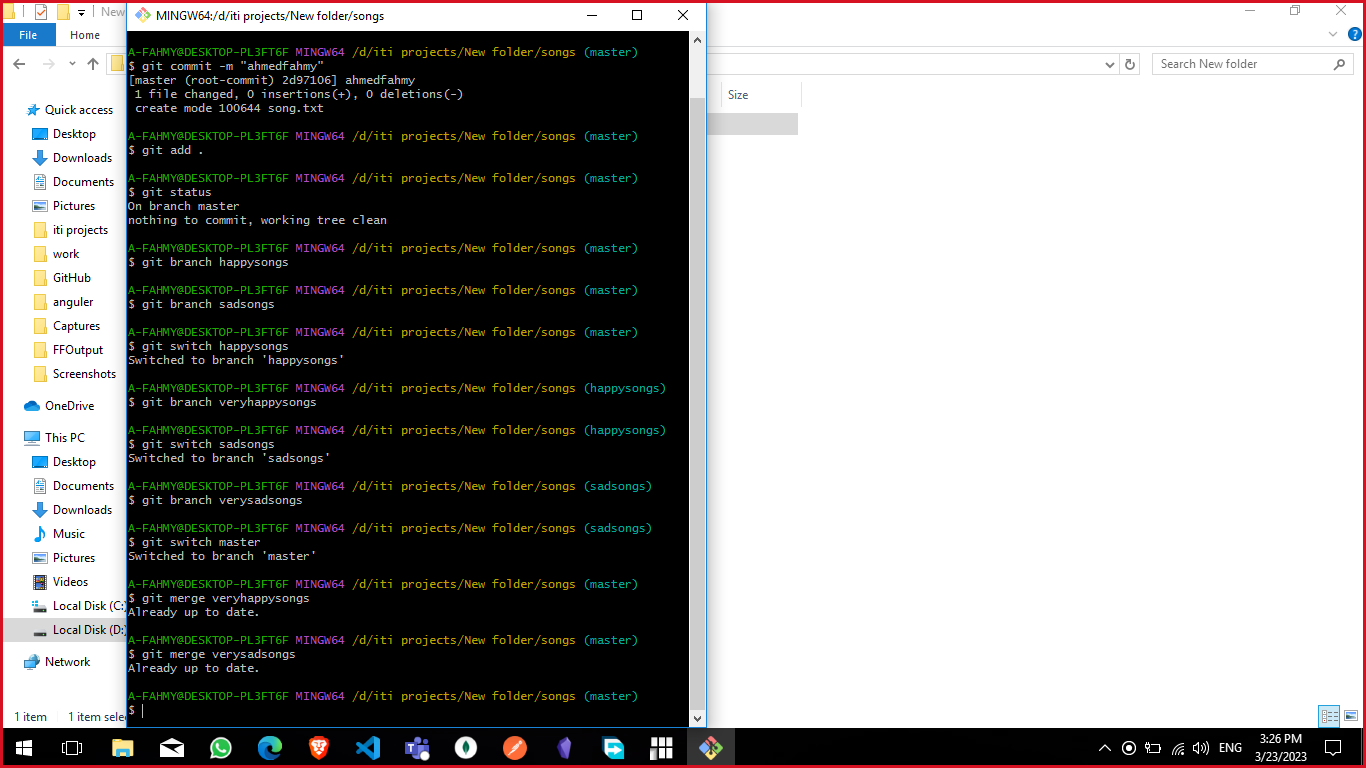 New
MINGW64:/d/iti projects/New folder/songs
File
Home
Search New folder
Size
Quick access
Desktop
Downloads
Documents
Pictures
iti projects
work
GitHub
anguler
Captures
FFOutput
Screenshots
OneDrive
This PC
Desktop
Documents
Downloads
Music
Pictures
Videos
Local Disk (C:)
Local Disk (D:)
Network
1 item
1 item sele
A-FAHMY@DESKTOP-PL3FT6F MINGW64 /d/iti projects/New folder/songs (master)
$ git commit -m "ahmedfahmy"
[master (root-commit) 2d97106] ahmedfahmy
1 file changed, 0 insertions(+), 0 deletions(-)
create mode 100644 song.txt
A-FAHMY@DESKTOP-PL3FT6F MINGW64 /d/iti projects/New folder/songs (master)
$ git add .
A-FAHMY@DESKTOP-PL3FT6F MINGW64 /d/iti projects/New folder/songs (master)
$ git status
On branch master
nothing to commit, working tree clean
A-FAHMY@DESKTOP-PL3FT6F MINGW64 /d/iti projects/New folder/songs (master)
$ git branch happysongs
A-FAHMY@DESKTOP-PL3FT6F MINGW64 /d/iti projects/New folder/songs (master)
$ git branch sadsongs
A-FAHMY@DESKTOP-PL3FT6F MINGW64 /d/iti projects/New folder/songs (master)
$ git switch happysongs
Switched to branch 'happysongs'
A-FAHMY@DESKTOP-PL3FT6F MINGW64 /d/iti projects/New folder/songs (happysongs)
$ git branch veryhappysongs
A-FAHMY@DESKTOP-PL3FT6F MINGW64 /d/iti projects/New folder/songs (happysongs)
$ git switch sadsongs
Switched to branch 'sadsongs'
A-FAHMY@DESKTOP-PL3FT6F MINGW64 /d/iti projects/New folder/songs (sadsongs)
$ git branch verysadsongs
A-FAHMY@DESKTOP-PL3FT6F MINGW64 /d/iti projects/New folder/songs (sadsongs)
$ git switch master
Switched to branch 'master'
A-FAHMY@DESKTOP-PL3FT6F MINGW64 /d/iti projects/New folder/songs (master)
$ git merge veryhappysongs
Already up to date.
A-FAHMY@DESKTOP-PL3FT6F MINGW64 /d/iti projects/New folder/songs (master)
$ git merge verysadsongs
Already up to date.
A-FAHMY@DESKTOP-PL3FT6F MINGW64 /d/iti projects/New folder/songs (master)
$
ENG
3:26 PM
3/23/2023